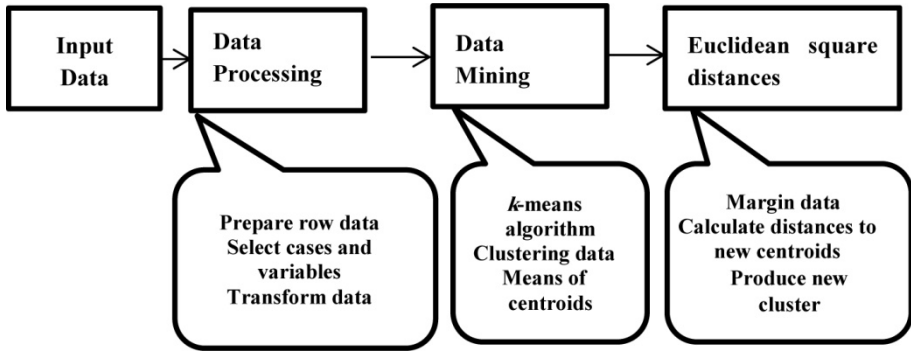 Input
Data
Data
Processing
Data
Mining
Euclidean square
distances
Prepare row data
Select cases and
variables
Transform data
k-means
algorithm
Clustering data
Means of
centroids
Margin data
Calculate distances to
new centroids
Produce new
cluster